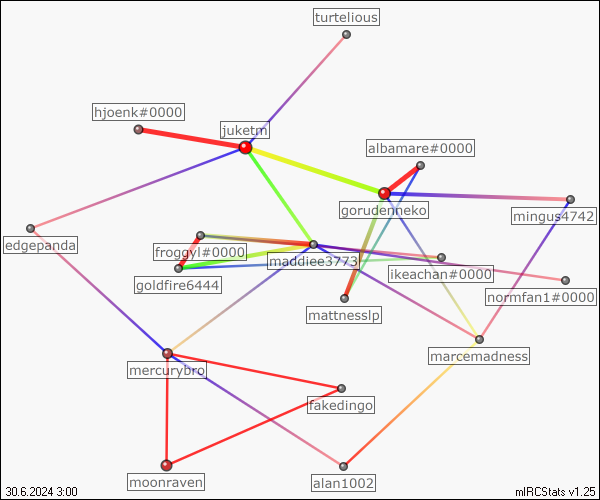 turtelious
hjoenk#0000
juketm
albamare#0000
gorudenneko
mingus4742
edgepanda
froggyl#0000
maddiee3773
ikeachan#0000
goldfire6444
normfan1#0000
mattnesslp
marcemadness
mercurybro
fakedingo
moonraven
alan1002
30.6.2024 3:00
mIRCStats v1.25